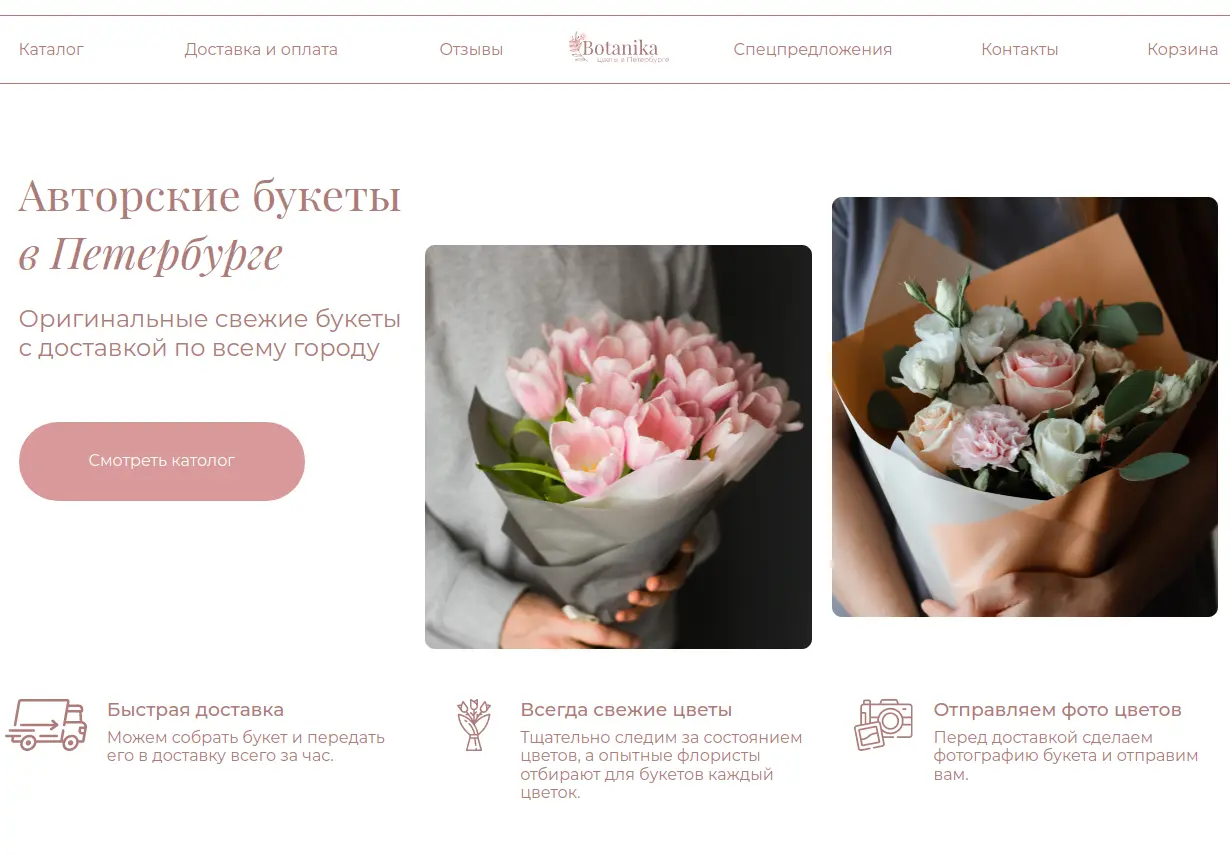 Каталог
Доставка и оплата
Отзывы
Botanika
цветы в Петербурге
Спецпредложения
Контакты
Корзина
Авторские букеты
в Петербурге
Оригинальные свежие букеты
с доставкой по всему городу
Смотреть католог
Быстрая доставка
Можем собрать букет и передать
его в доставку всего за час.
Всегда свежие цветы
Тщательно следим за состоянием
цветов, а опытные флористы
отбирают для букетов каждый
цветок.
Отправляем фото цветов
Перед доставкой сделаем
фотографию букета и отправим
вам.